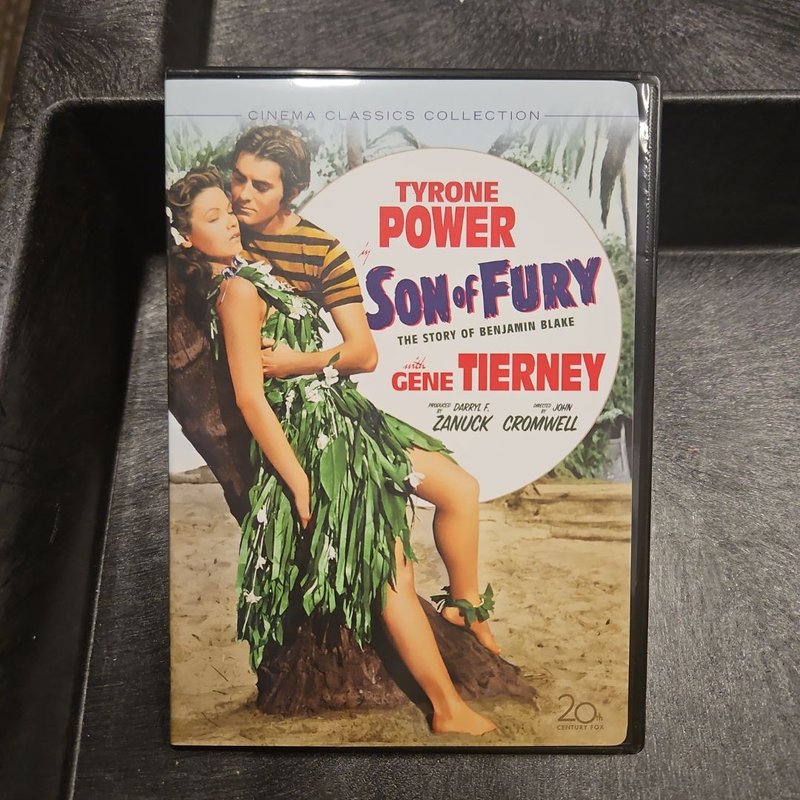 CINEMA CLASSICS COLLECTION
TYRONE
POWER
in
SON OF FURY
THE STORY OF BENJAMIN BLAKE
with
GENE TIERNEY
PRODUCED BY DARRYL F. ZANUCK
DIRECTED BY JOHN CROMWELL
20th
CENTURY FOX